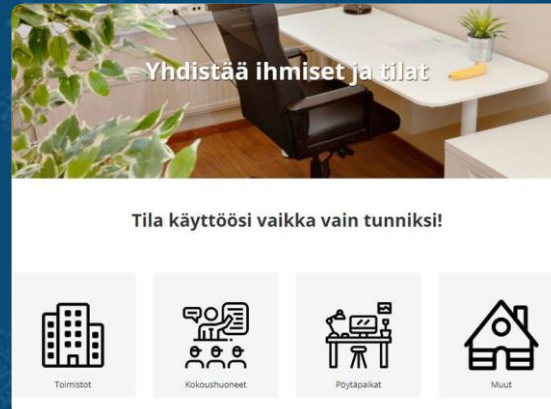 Yhdistää ihmiset ja tilat
Tila käyttöösi vaikka vain tunniksi!
Toimistot
Kokoushuoneet
Pöytäpaikat
Muut